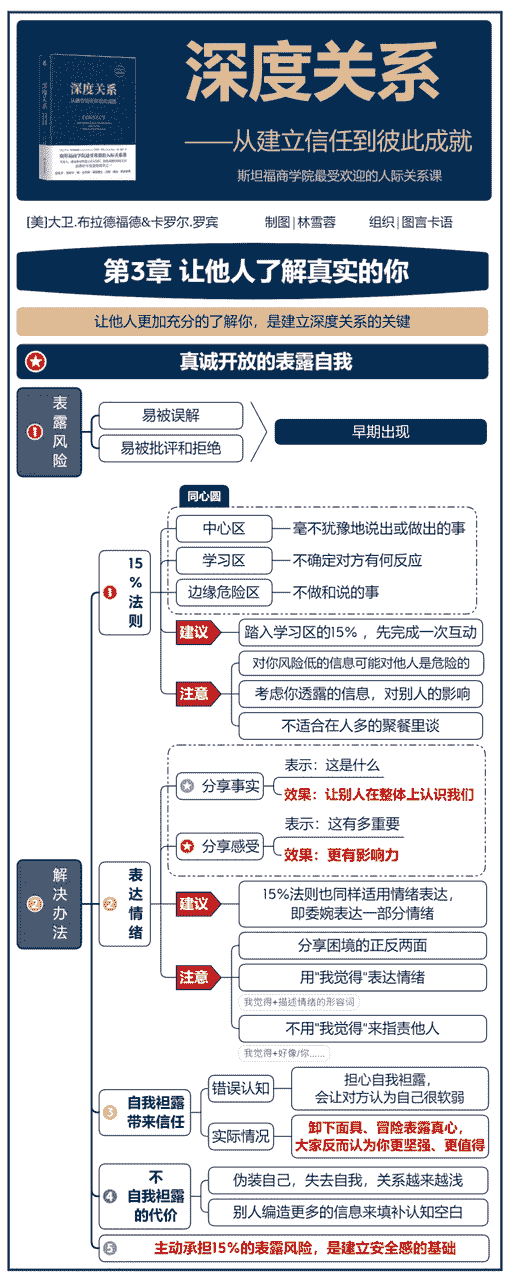 深度关系
——从建立信任到彼此成就
斯坦福商学院最受欢迎的人际关系课
深度关系
[美]大卫.布拉德福德&卡罗尔.罗宾
制图|林雪蓉
组织|图言卡语
第3章 让他人了解真实的你
让他人更加充分的了解你，是建立深度关系的关键
真诚开放的表露自我
1
表露风险
易被误解
易被批评和拒绝
早期出现
2
解决办法
1
15%法则
同心圆
中心区
毫不犹豫地说出或做出的事
学习区
不确定对方有何反应
边缘危险区
不做和说的事
建议
踏入学习区的15%，先完成一次互动
注意
对你风险低的信息可能对他人是危险的
考虑你透露的信息，对别人的影响
不适合在人多的聚餐里谈
2
表达情绪
分享事实
表示：这是什么
效果：让别人在整体上认识我们
分享感受
表示：这有多重要
效果：更有影响力
建议
15%法则也同样适用情绪表达，
即委婉表达一部分情绪
注意
分享困境的正反两面
用"我觉得"表达情绪
我觉得+描述情绪的形容词
不用"我觉得"来指责他人
我觉得+好像/你......
3
自我袒露
带来信任
错误认知
担心自我袒露，
会让对方认为自己很软弱
实际情况
卸下面具、冒险表露真心，
大家反而认为你更坚强、更值得
4
不
自我袒露
的代价
伪装自己，失去自我，关系越来越浅
别人编造更多的信息来填补认知空白
5
主动承担15%的表露风险，是建立安全感的基础